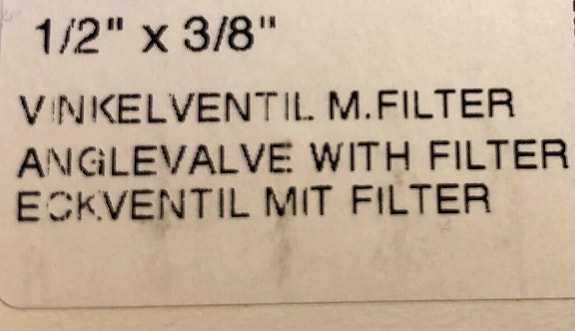 1/2" x 3/8"
VINKELVENTIL M.FILTER
ANGLEVALVE WITH FILTER
ECKVENTIL MIT FILTER